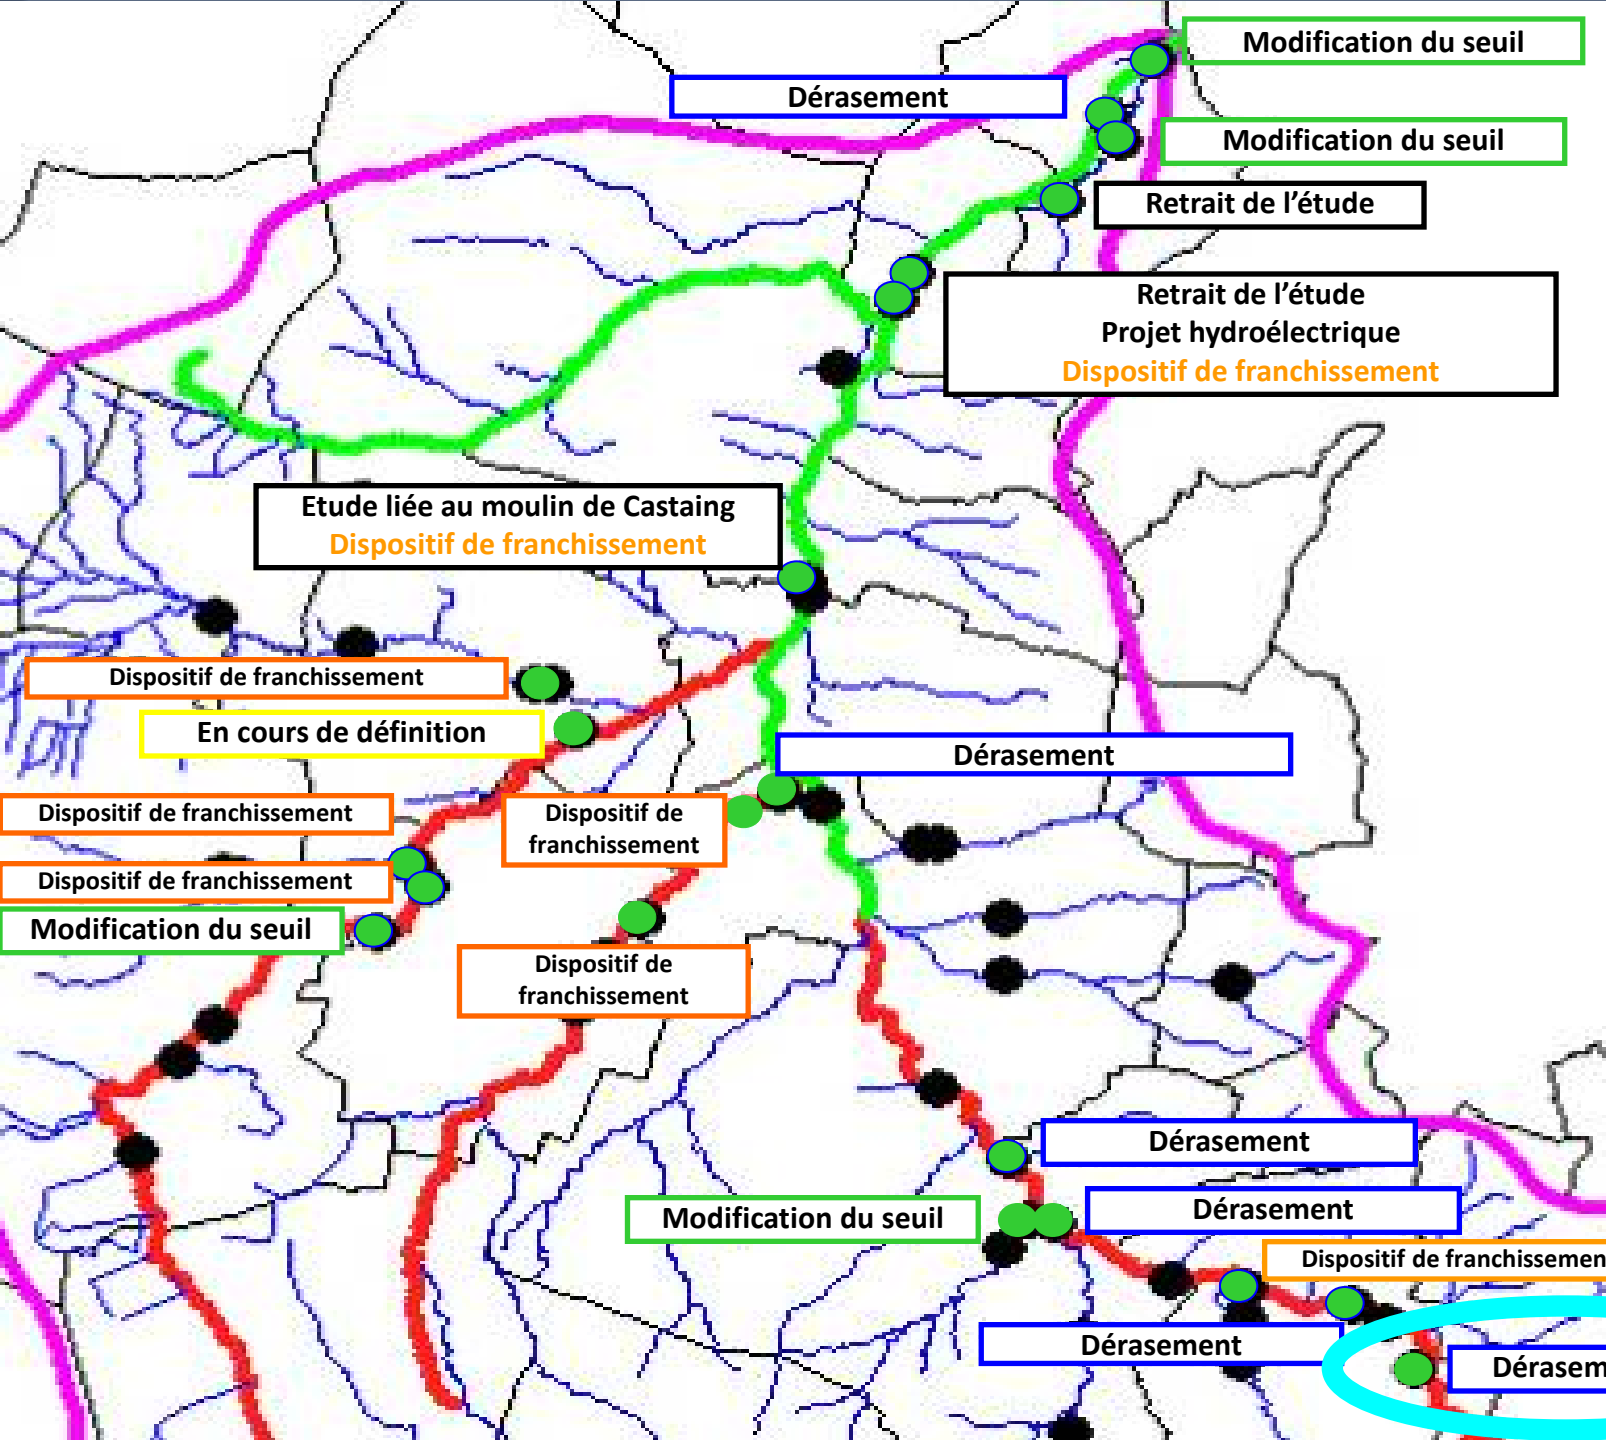 Modification du seuil
Dérasement
Modification du seuil
Retrait de l’étude
Retrait de l’étude
Projet hydroélectrique
Dispositif de franchissement
Etude liée au moulin de Castaing
Dispositif de franchissement
Dispositif de franchissement
En cours de définition
Dérasement
Dispositif de franchissement
Dispositif de
franchissement
Dispositif de franchissement
Modification du seuil
Dispositif de
franchissement
Dérasement
Modification du seuil
Dérasement
Dispositif de franchissemen
Dérasement
Dérasem